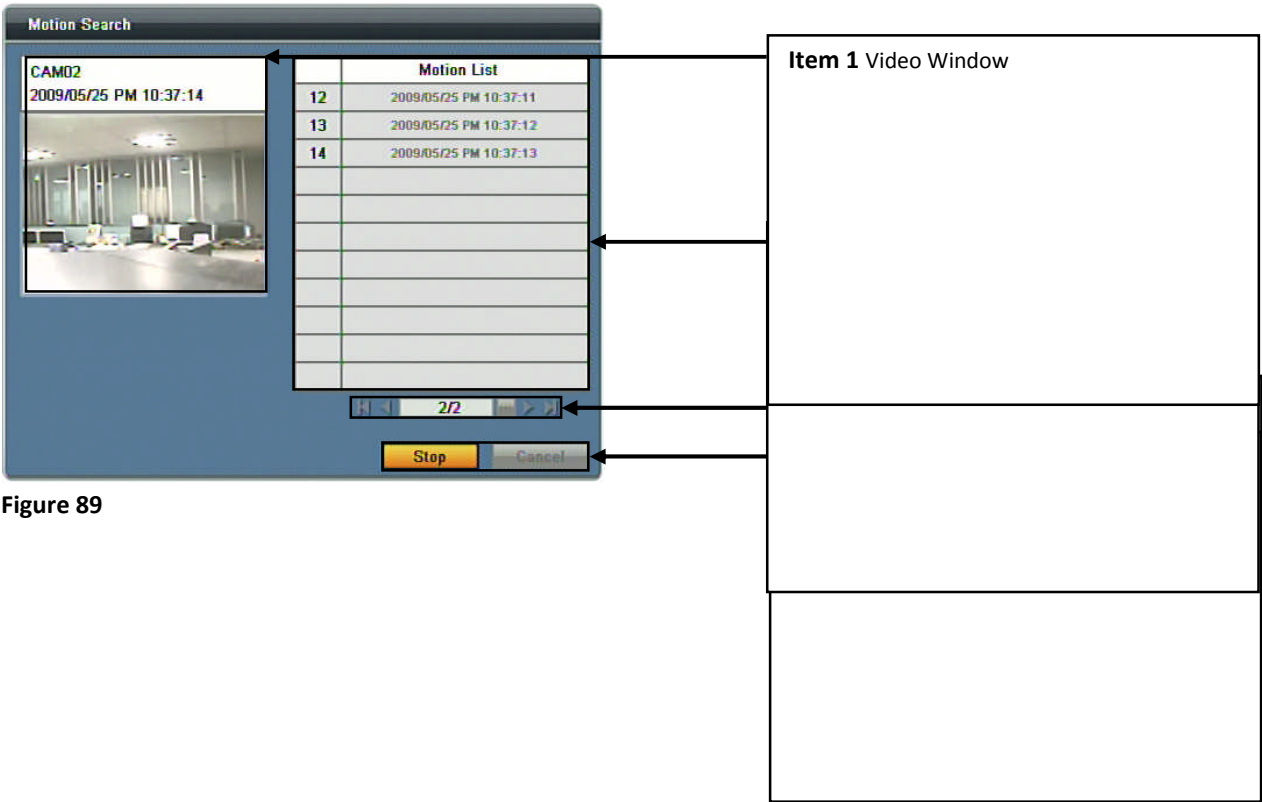 Motion Search
CAM02
2009/05/25 PM 10:37:14
Motion List
12 2009/05/25 PM 10:37:11
13 2009/05/25 PM 10:37:12
14 2009/05/25 PM 10:37:13
2/2
Stop Cancel
Item 1 Video Window
Figure 89